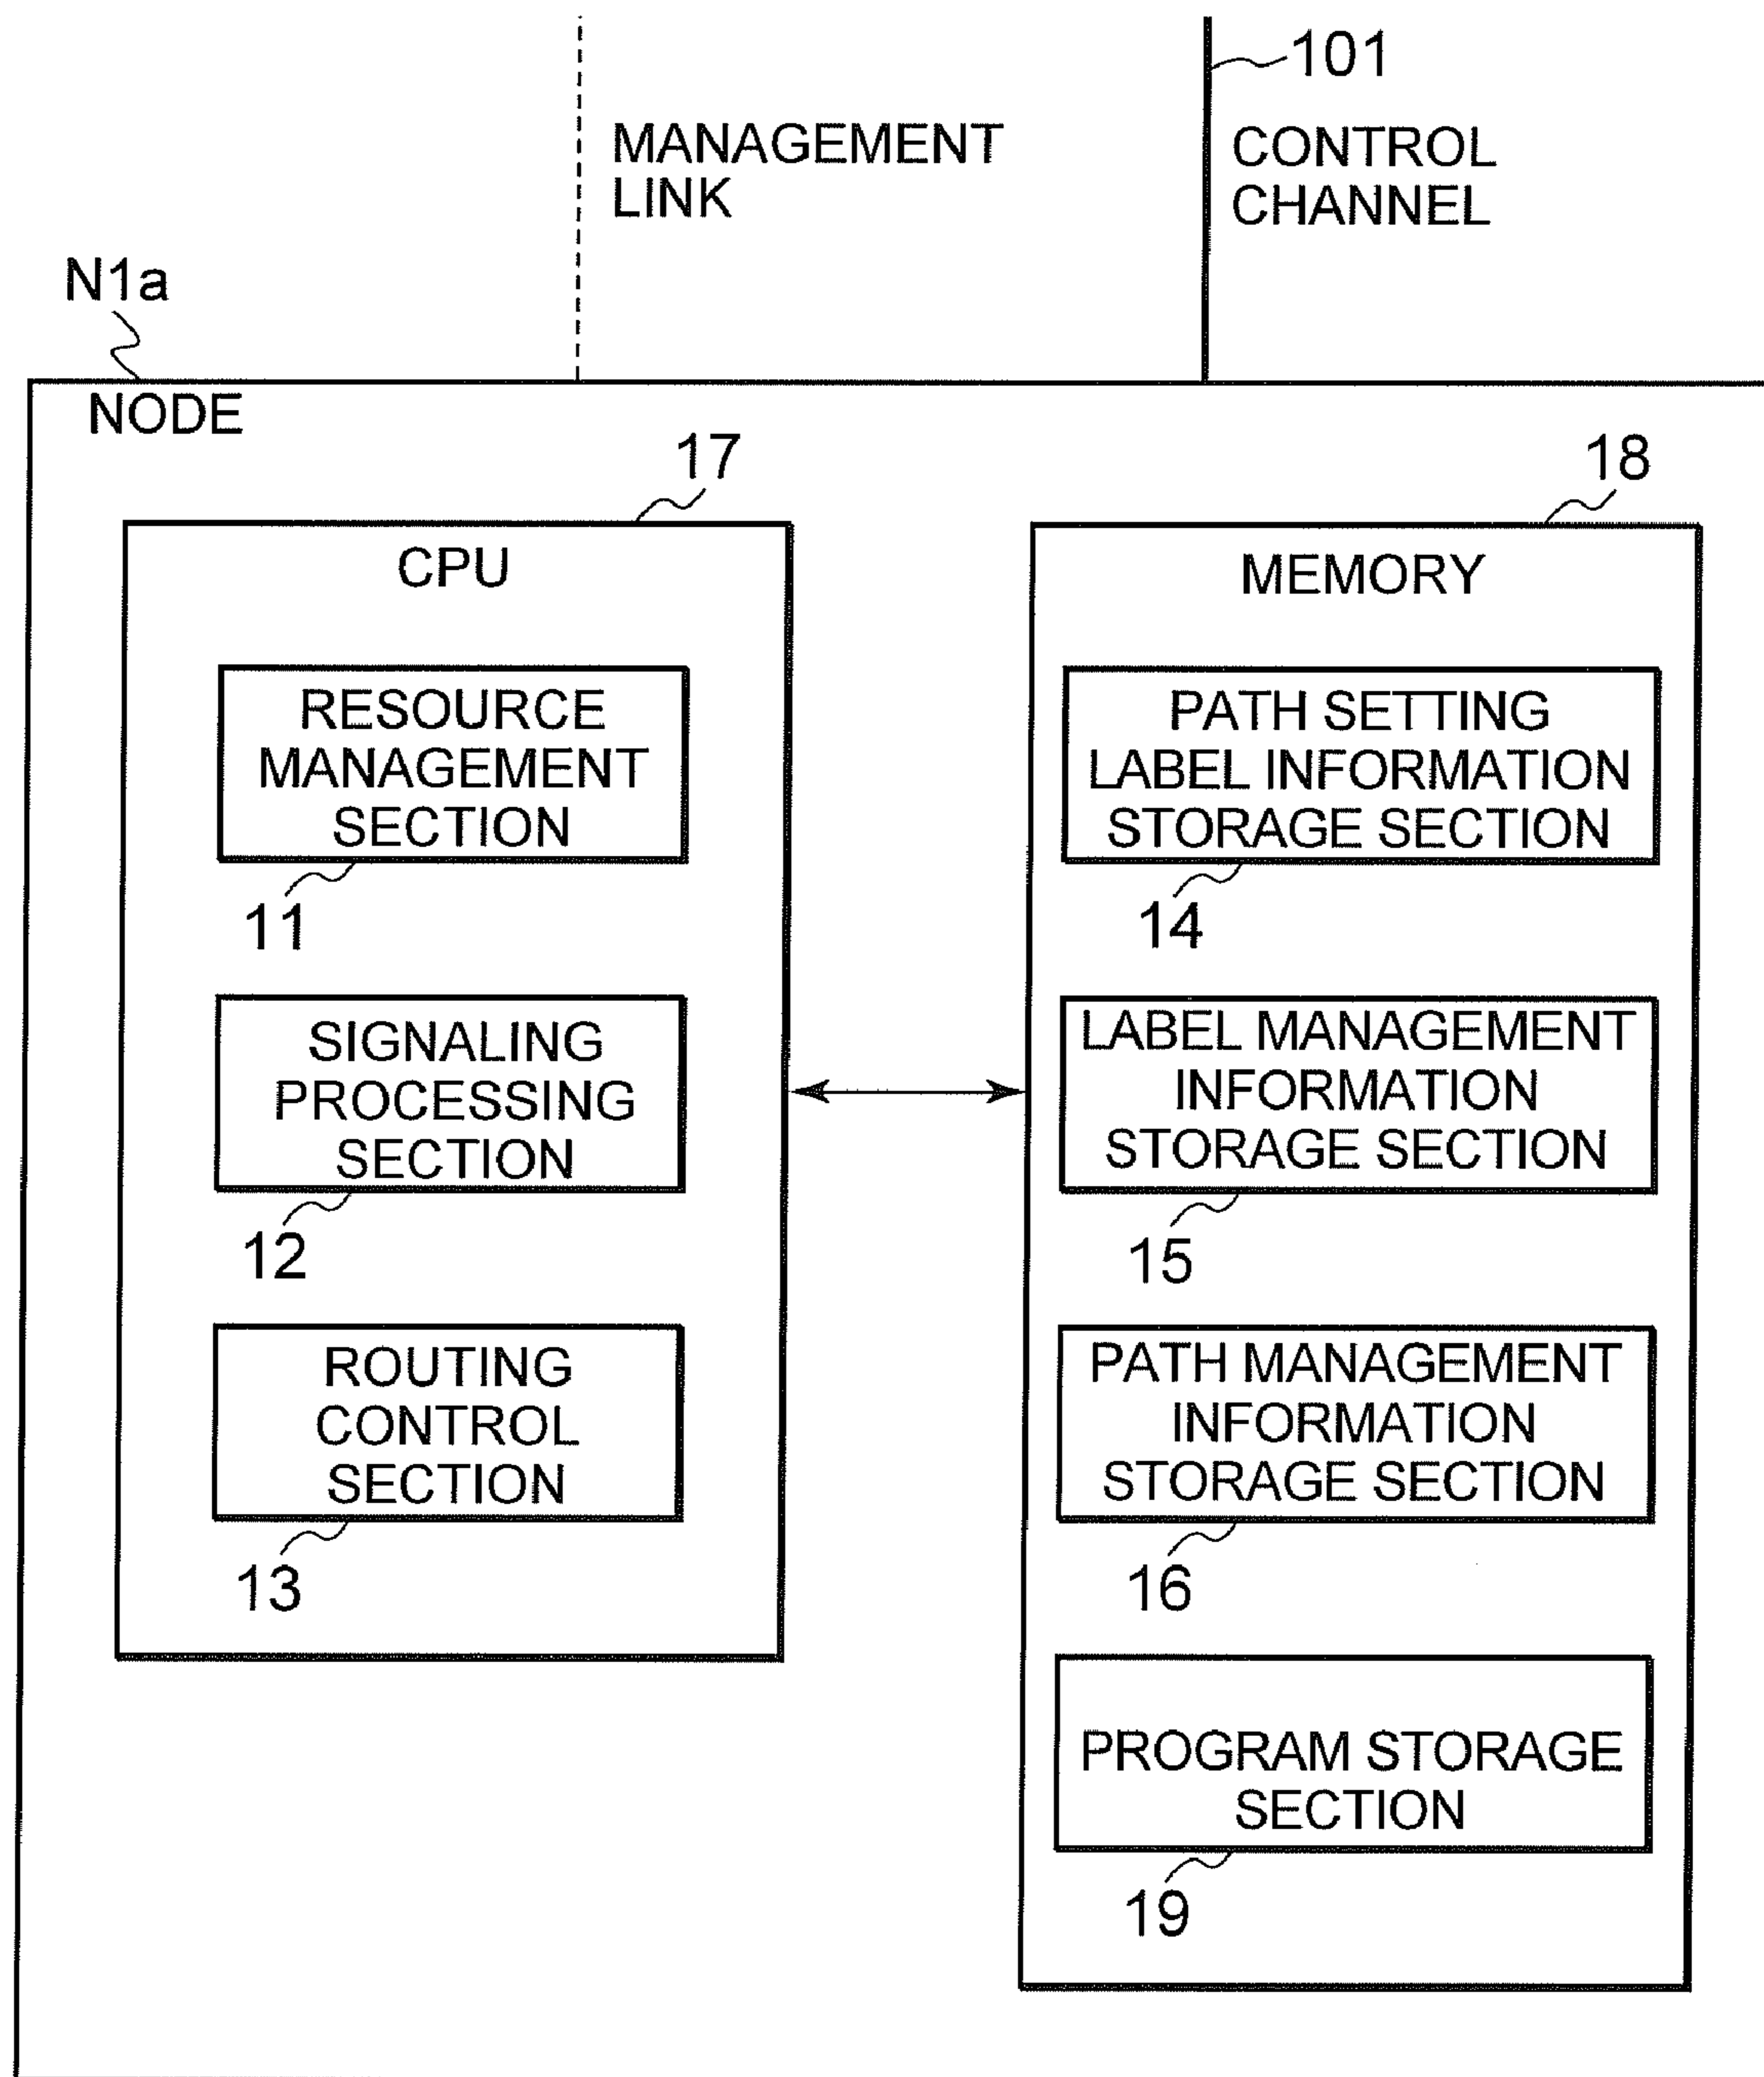 101
MANAGEMENT
LINK
CONTROL
CHANNEL
N1a
NODE
17
18
CPU
MEMORY
RESOURCE
MANAGEMENT
SECTION
11
SIGNALING
PROCESSING
SECTION
12
ROUTING
CONTROL
SECTION
13
PATH SETTING
LABEL INFORMATION
STORAGE SECTION
14
LABEL MANAGEMENT
INFORMATION
STORAGE SECTION
15
PATH MANAGEMENT
INFORMATION
STORAGE SECTION
16
PROGRAM STORAGE
SECTION
19